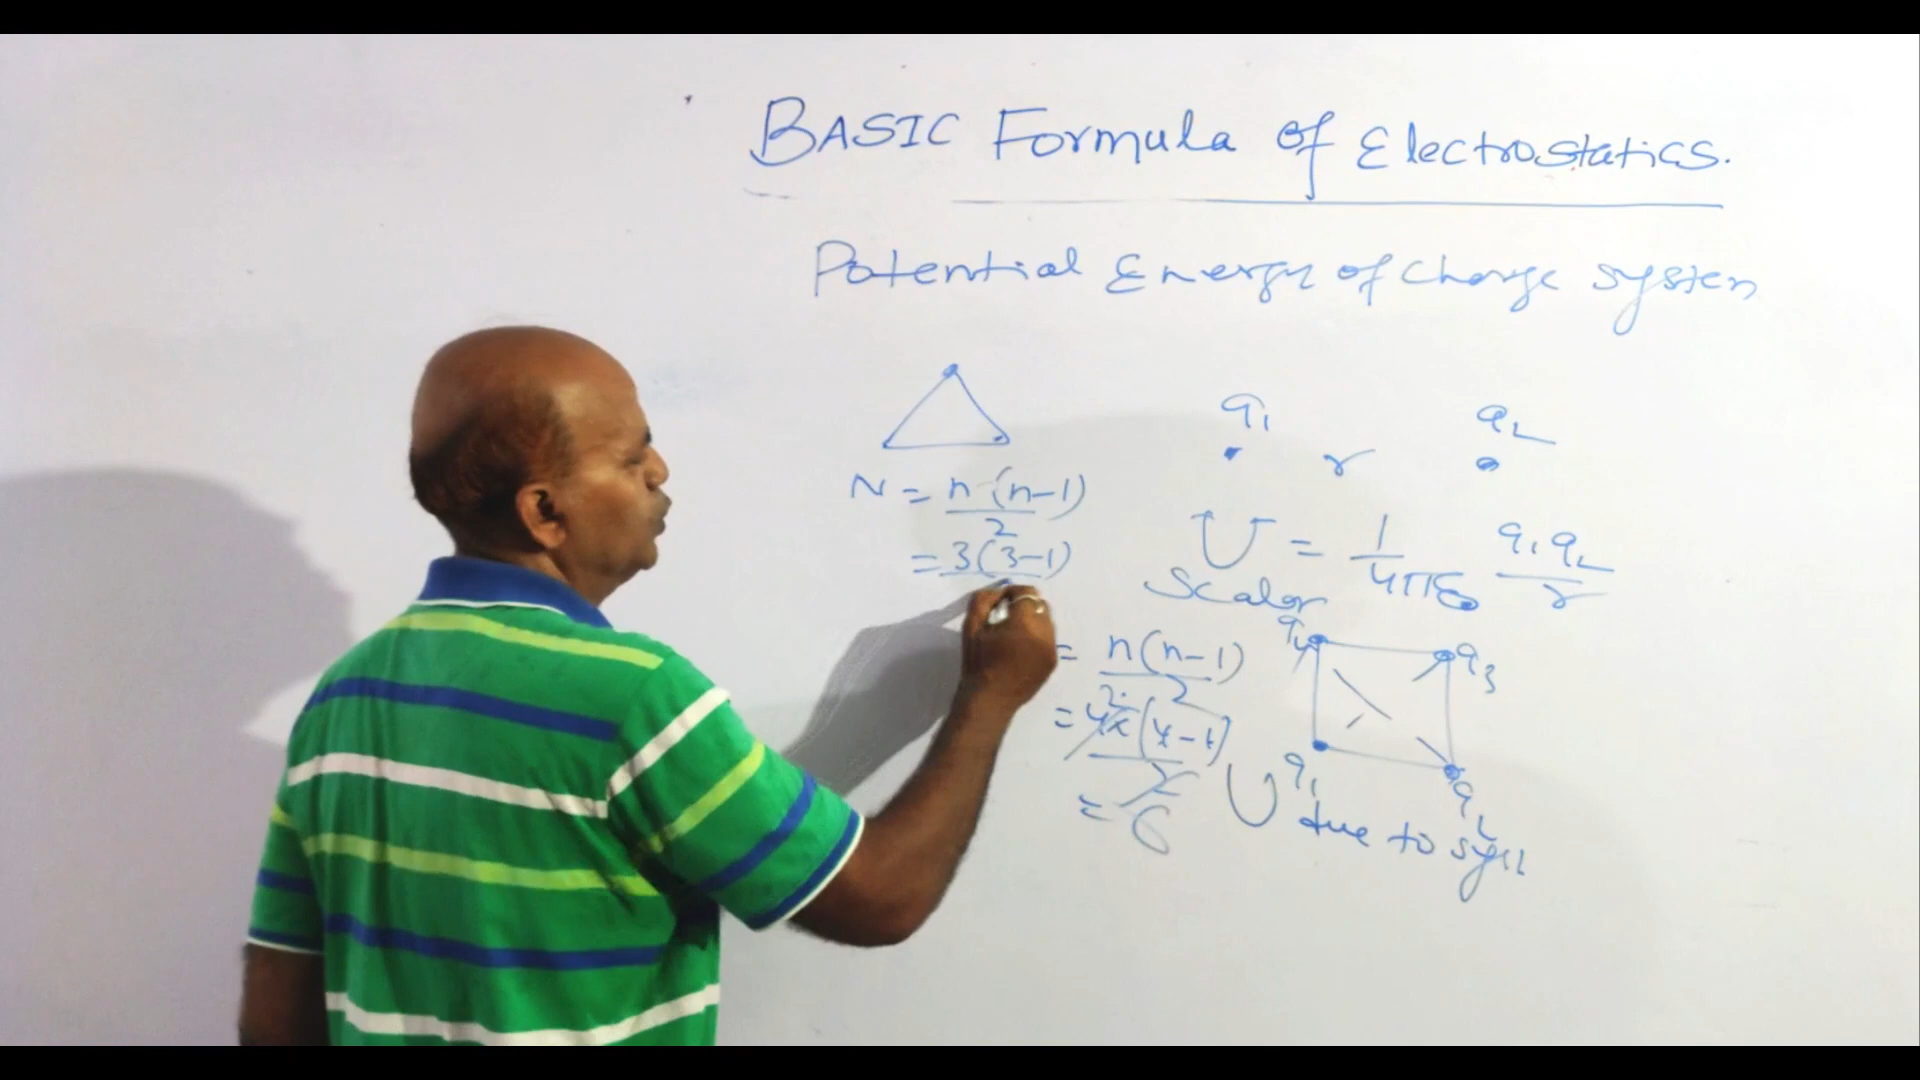 BASIC Formula of Electrostatics.
Potential Energy of Charge system
q₁ r q₂
N = n(n-1)/2
= 3(3-1)
U = 1/4πε₀ q₁q₂/r
Scalar
= n(n-1)/2
= 4×(4-1)/2
= 6
q₄ q₃
q₁ q₂
U due to